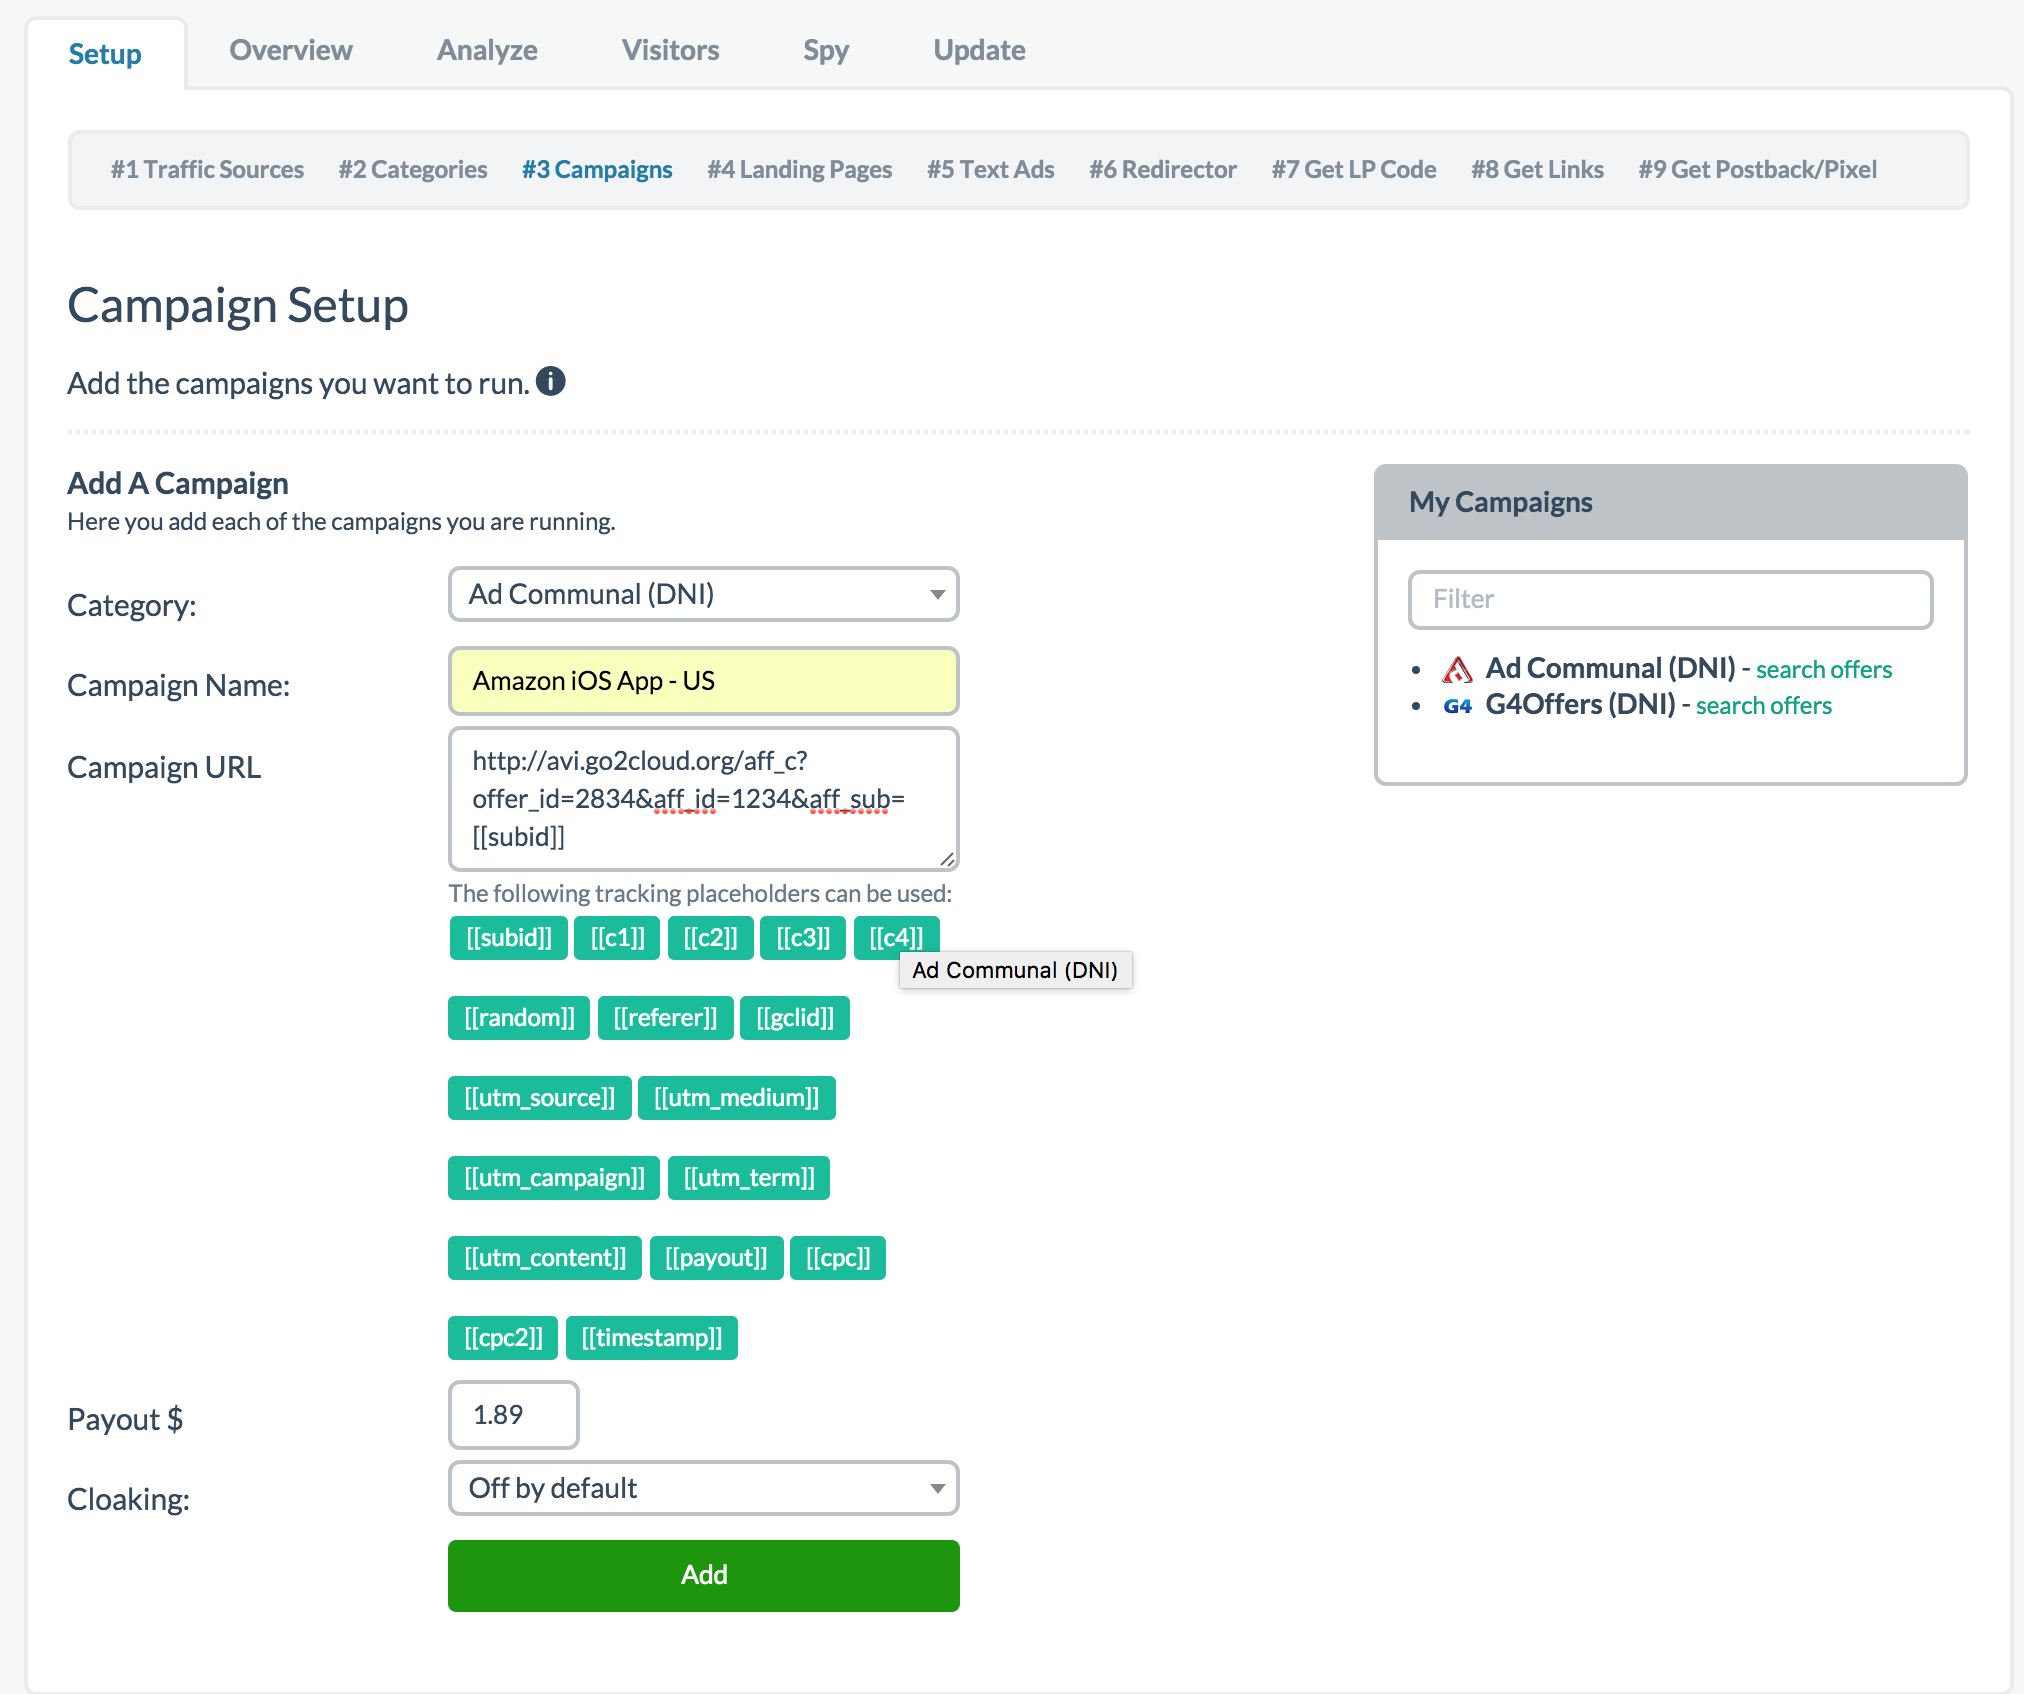 Setup Overview Analyze Visitors Spy Update
#1 Traffic Sources #2 Categories #3 Campaigns #4 Landing Pages #5 Text Ads #6 Redirector #7 Get LP Code #8 Get Links #9 Get Postback/Pixel
Campaign Setup
Add the campaigns you want to run.
Add A Campaign
Here you add each of the campaigns you are running.
Category: Ad Communal (DNI)
Campaign Name: Amazon iOS App - US
Campaign URL http://avi.go2cloud.org/aff_c?
offer_id=2834&aff_id=1234&aff_sub=
[[subid]]
The following tracking placeholders can be used:
[[subid]] [[c1]] [[c2]] [[c3]] [[c4]]
Ad Communal (DNI)
[[random]] [[referer]] [[gclid]]
[[utm_source]] [[utm_medium]]
[[utm_campaign]] [[utm_term]]
[[utm_content]] [[payout]] [[cpc]]
[[cpc2]] [[timestamp]]
Payout $ 1.89
Cloaking: Off by default
Add
My Campaigns
Filter
Ad Communal (DNI) - search offers
G4 G4Offers (DNI) - search offers